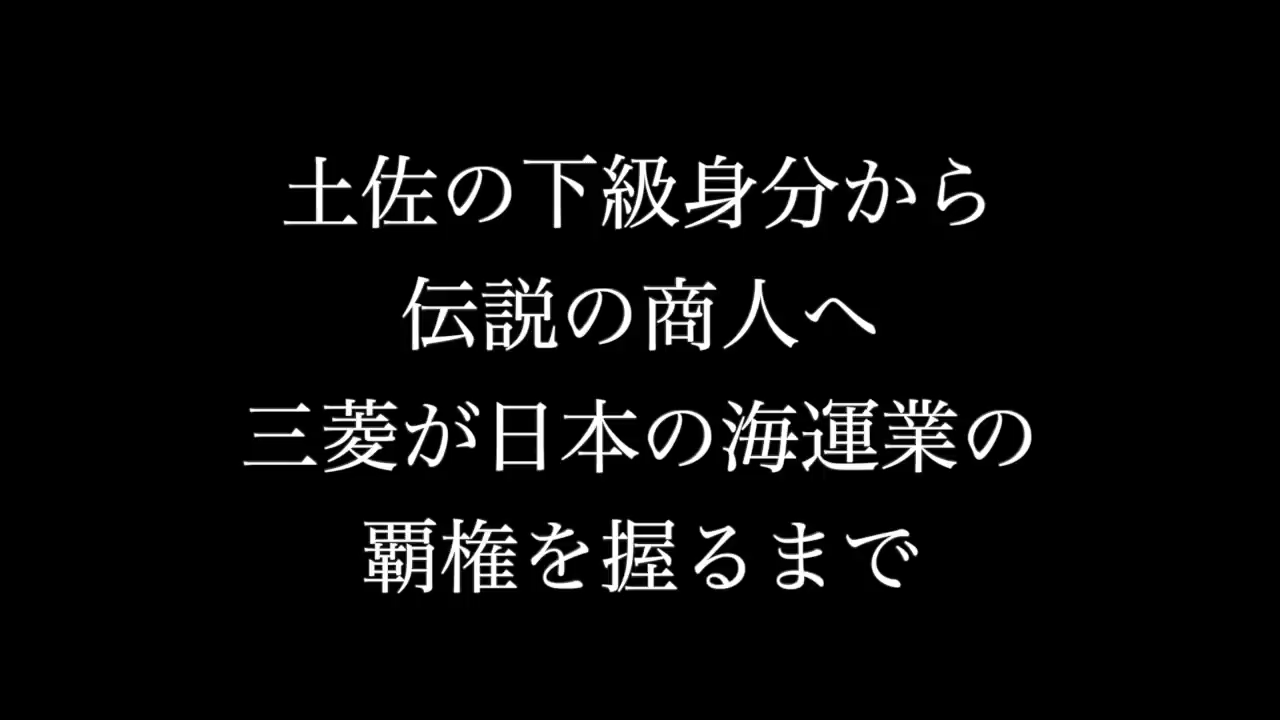 土佐の下級身分から
伝説の商人へ
三菱が日本の海運業の
覇権を握るまで